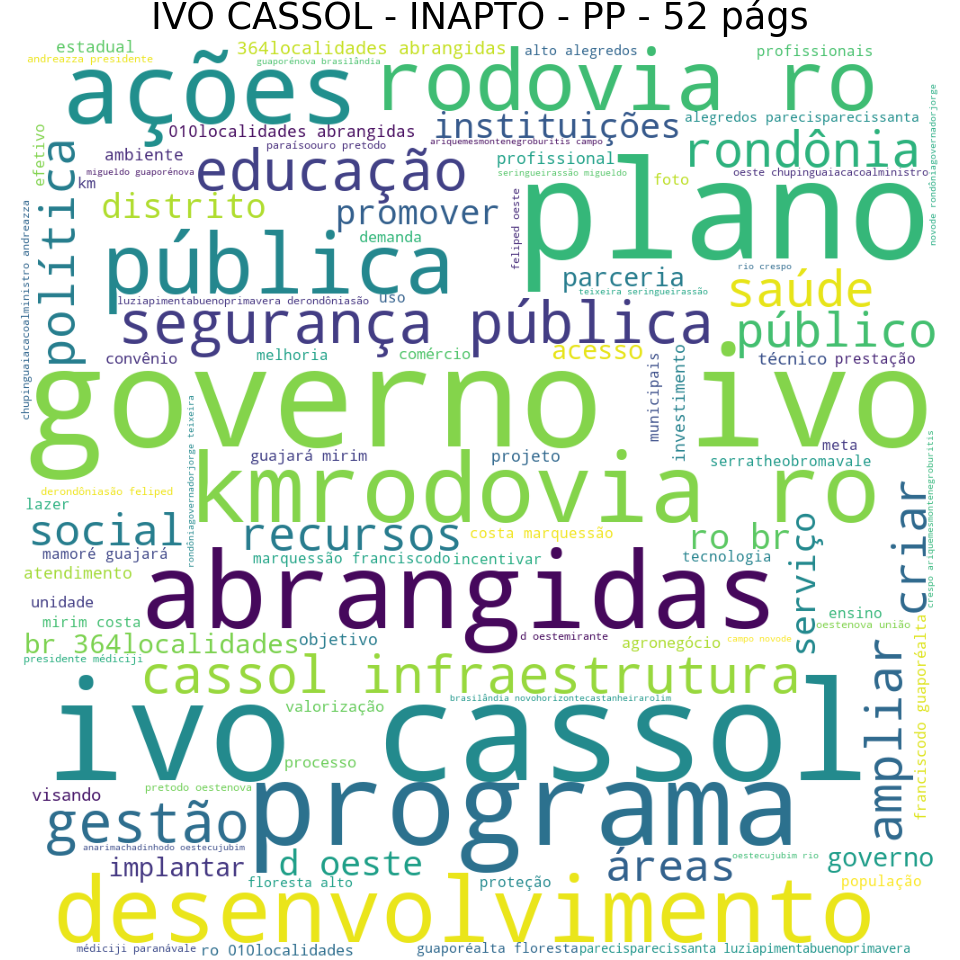 IVO CASSOL - INAPTO - PP - 52 págs
estadual
364localidades abrangidas
alto alegredos
profissionais
andreazza presidente
guaporénova brasilândia
ações
rodovia ro
010localidades abrangidas
instituições
alegredos parecisparecissanta
efetivo
ambiente
paraísoouro pretodo
ariquemesmontenegroburitis campo
profissional
rondônia
migueldo guaporénova
educação
seringueirassão migueldo
oeste chupinguaiacacoalministro
km
foto
plano
política
distrito
promover
feliped oeste
novode rondôniagovernadorjorge
demanda
pública
rio crespo
parceria
saúde
teixeira seringueirassão
luziapimentabuenoprimavera derondôniasão
uso
chupinguaiacacoalministro andreazza
segurança pública
público
convênio
melhoria
comércio
acesso
técnico
prestação
municipais
investimento
governo ivo
rondôniagovernadorjorge teixeira
meta
guajará mirim
projeto
serratheobromavale
kmrodovia ro
derondôniasão feliped
lazer
crespo ariquemesmontenegroburitis
social
recursos
costa marquessão
ro br
criar
serviço
mamoré guajará
marquessão franciscodo
incentivar
tecnologia
atendimento
abrangidas
unidade
ensino
mirim costa
oestenova união
br 364localidades
objetivo
d oestemirante
agronegócio
campo novode
presidente médiciji
cassol infraestrutura
franciscodo guaporéalta
ampliar
brasilândia novohorizontecastanheirarolim
valorização
ivo cassol
processo
pretodo oestenova
visando
programa
gestão
anarimachadinhodo oestecujubim
implantar
d oeste
áreas
oestecujubim rio
governo
floresta alto
proteção
população
desenvolvimento
médiciji paranávale
ro 010localidades
guaporéalta floresta
parecisparecissanta luziapimentabuenoprimavera